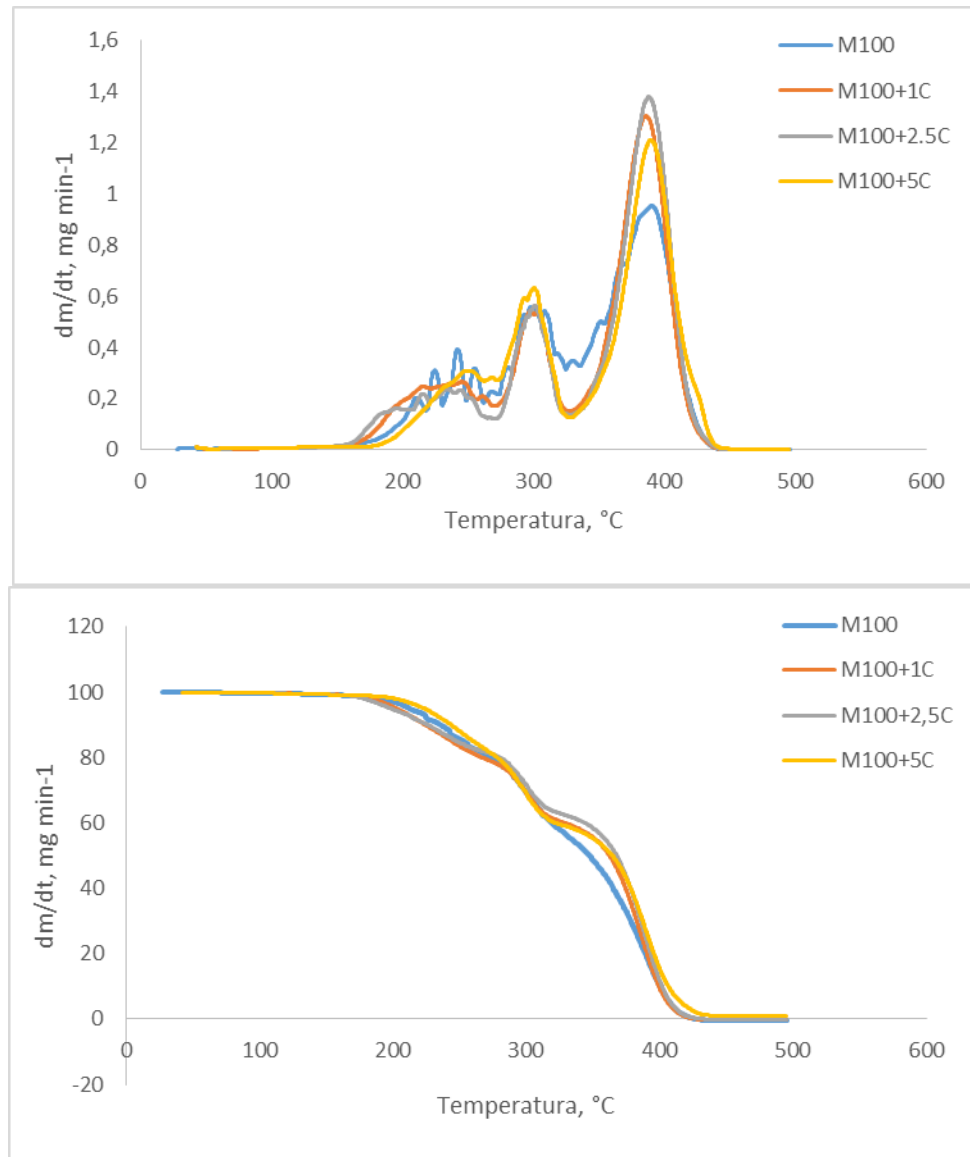 1,6
1,4
1,2
1
0,8
0,6
0,4
0,2
0
dm/dt, mg min-1
0 100 200 300 400 500 600
Temperatura, °C
M100
M100+1C
M100+2.5C
M100+5C
120
100
80
60
40
20
0
-20
dm/dt, mg min-1
0 100 200 300 400 500 600
Temperatura, °C
M100
M100+1C
M100+2,5C
M100+5C